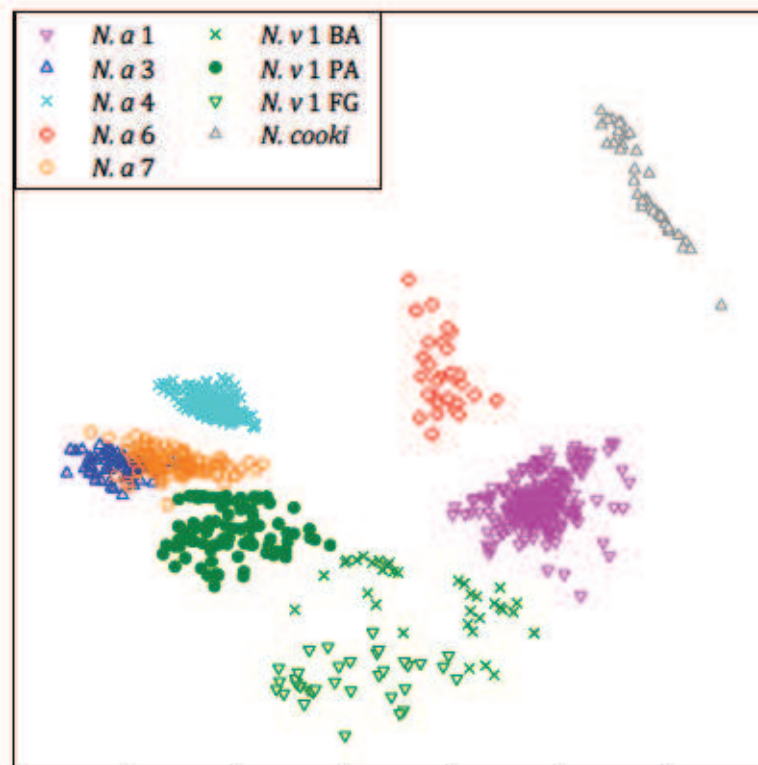 N. a 1
N. a 3
N. a 4
N. a 6
N. a 7
N. v 1 BA
N. v 1 PA
N. v 1 FG
N. cooki